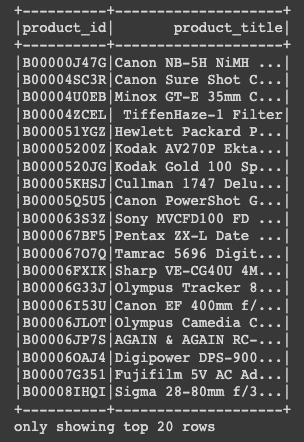 +----------+--------------------+
|product_id|       product_title|
+----------+--------------------+
|B00000J47G|Canon NB-5H NiMH ...|
|B00004SC3R|Canon Sure Shot C...|
|B00004U0EB|Minox GT-E 35mm C...|
|B00004ZCEL| TiffenHaze-1 Filter|
|B000051YGZ|Hewlett Packard P...|
|B00005200Z|Kodak AV270P Ekta...|
|B0000520JG|Kodak Gold 100 Sp...|
|B00005KHSJ|Cullman 1747 Delu...|
|B00005Q5U5|Canon PowerShot G...|
|B000063S3Z|Sony MVCFD100 FD ...|
|B000067BF5|Pentax ZX-L Date ...|
|B000067O7Q|Tamrac 5696 Digit...|
|B00006FXIK|Sharp VE-CG40U 4M...|
|B00006G33J|Olympus Tracker 8...|
|B00006I53U|Canon EF 400mm f/...|
|B00006JLOT|Olympus Camedia C...|
|B00006JP7S|AGAIN & AGAIN RC-...|
|B00006OAJ4|Digipower DPS-900...|
|B00007G351|Fujifilm 5V AC Ad...|
|B00008IHQI|Sigma 28-80mm f/3...|
+----------+--------------------+
only showing top 20 rows